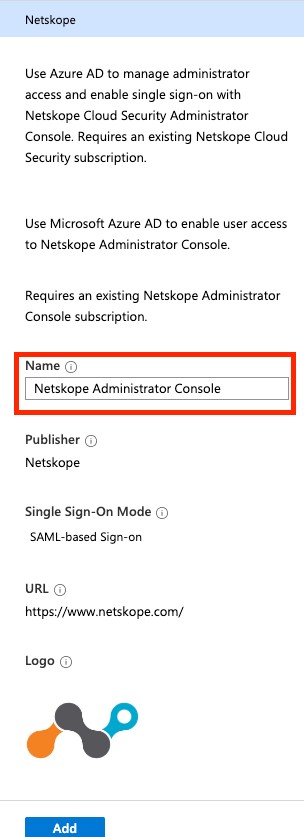 Netskope
Use Azure AD to manage administrator
access and enable single sign-on with
Netskope Cloud Security Administrator
Console. Requires an existing Netskope Cloud
Security subscription.
Use Microsoft Azure AD to enable user access
to Netskope Administrator Console.
Requires an existing Netskope Administrator
Console subscription.
Name
Netskope Administrator Console
Publisher
Netskope
Single Sign-On Mode
SAML-based Sign-on
URL
https://www.netskope.com/
Logo
Add